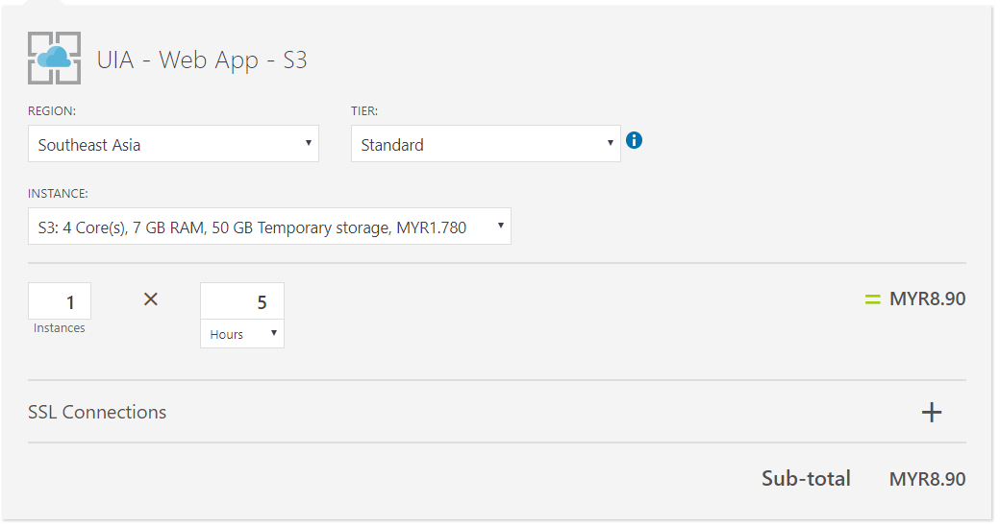 UIA - Web App - S3
REGION: TIER:
Southeast Asia Standard
INSTANCE:
S3: 4 Core(s), 7 GB RAM, 50 GB Temporary storage, MYR1.780
1 × 5 = MYR8.90
Instances Hours
SSL Connections +
Sub-total MYR8.90